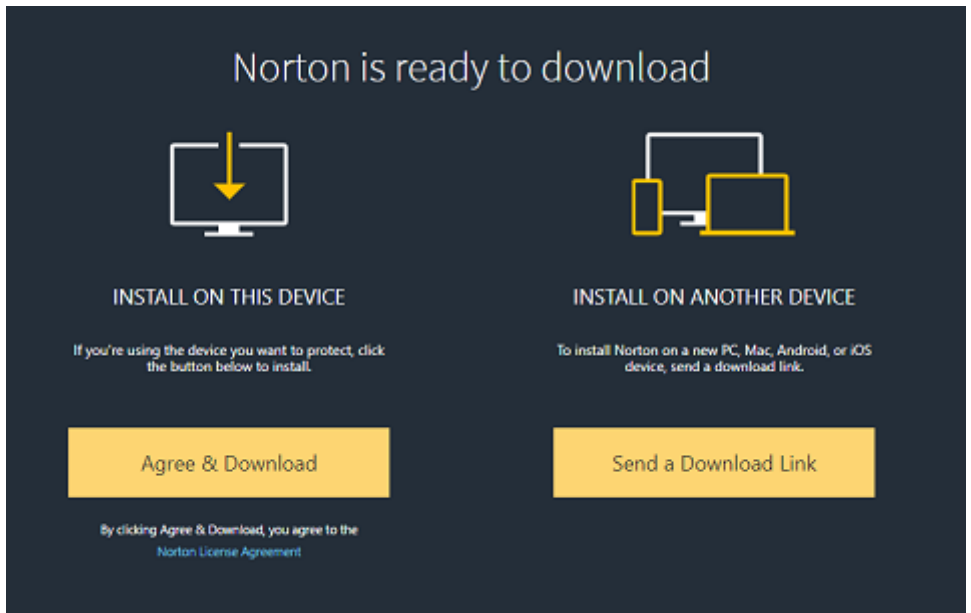 Norton is ready to download
INSTALL ON THIS DEVICE
If you're using the device you want to protect, click
the button below to install.
Agree & Download
By clicking Agree & Download, you agree to the
Norton License Agreement
INSTALL ON ANOTHER DEVICE
To install Norton on a new PC, Mac, Android, or iOS
device, send a download link.
Send a Download Link